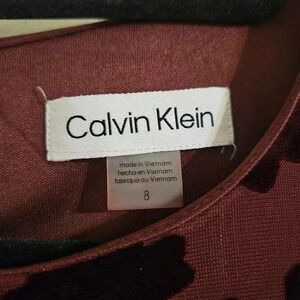 Calvin Klein
made in Vietnam
hecho en Vietnam
fabriqué au Vietnam
8